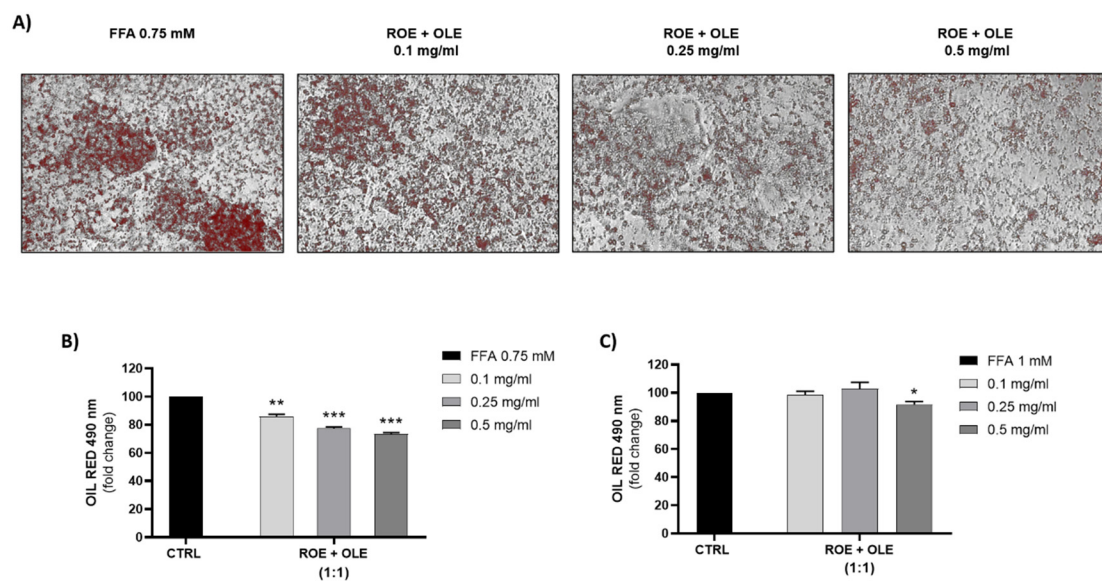 A)
FFA 0.75 mM
ROE + OLE
0.1 mg/ml
ROE + OLE
0.25 mg/ml
ROE + OLE
0.5 mg/ml
B)
OIL RED 490 nm
(fold change)
120
100
80
60
40
20
0
**
***
***
CTRL
ROE + OLE
(1:1)
FFA 0.75 mM
0.1 mg/ml
0.25 mg/ml
0.5 mg/ml
C)
OIL RED 490 nm
(fold change)
120
100
80
60
40
20
0
*
CTRL
ROE + OLE
(1:1)
FFA 1 mM
0.1 mg/ml
0.25 mg/ml
0.5 mg/ml